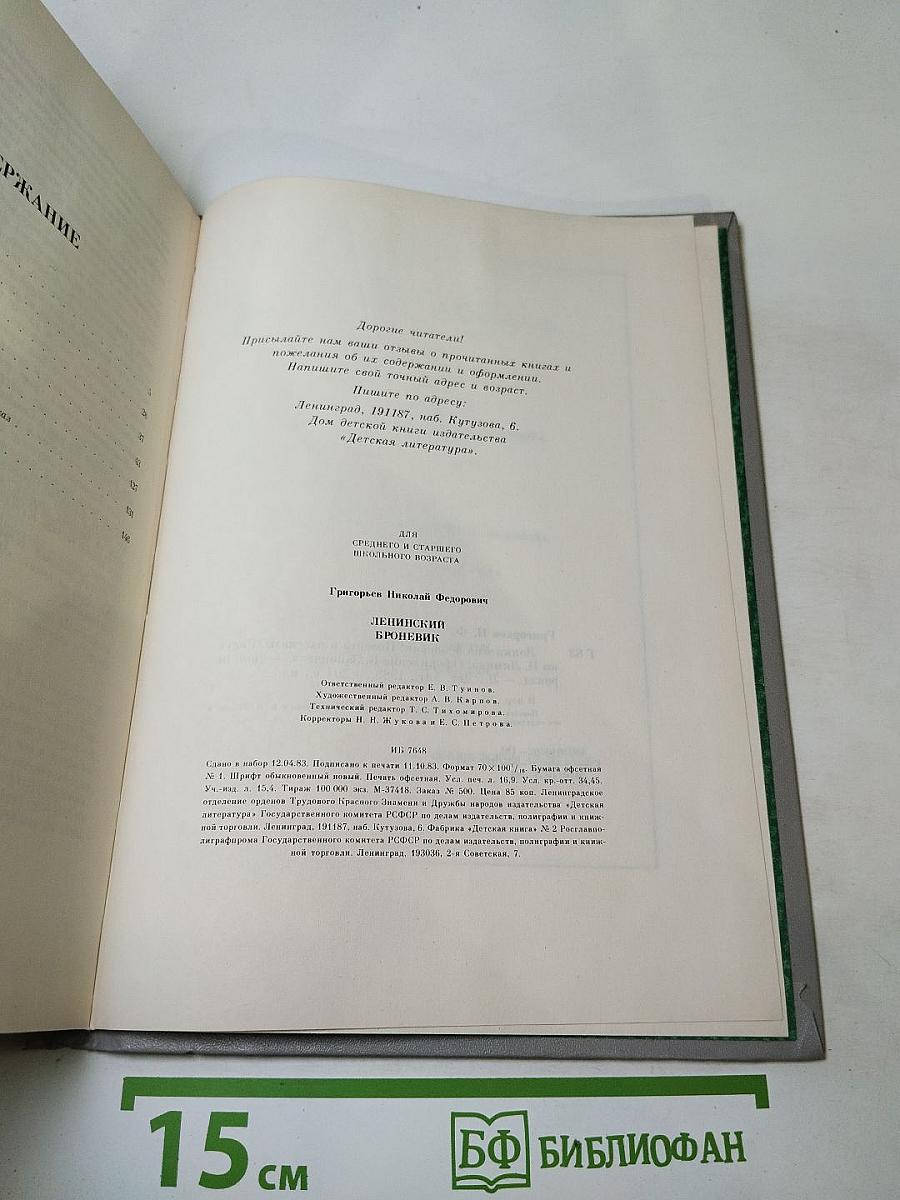 ЕРЖАНИЕ
Дорогие читатели!
Присылайте нам ваши отзывы о прочитанных книгах и
пожелания об их содержании и оформлении.
Напишите свой точный адрес и возраст.
Пишите по адресу:
Ленинград, 191187, наб. Кутузова, 6.
Дом детской книги издательства
«Детская литература».
ДЛЯ
СРЕДНЕГО И СТАРШЕГО
ШКОЛЬНОГО ВОЗРАСТА
Григорьев Николай Федорович
ЛЕНИНСКИЙ
БРОНЕВИК
Ответственный редактор Е. В. Туинов.
Художественный редактор А. В. Карпов.
Технический редактор Т. С. Тихомирова.
Корректоры Н. Н. Жукова и Е. С. Петрова.
ИБ 7648
Сдано в набор 12.04.83. Подписано к печати 11.10.83. Формат 70×100¹/₁₆. Бумага офсетная
№ 1. Шрифт обыкновенный новый. Печать офсетная. Усл. печ. л. 16,9. Усл. кр.-отт. 34,45.
Уч.-изд. л. 15,4. Тираж 100 000 экз. М-37418. Заказ № 500. Цена 85 коп. Ленинградское
отделение орденов Трудового Красного Знамени и Дружбы народов издательства «Детская
литература» Государственного комитета РСФСР по делам издательств, полиграфии и книж-
ной торговли. Ленинград, 191187, наб. Кутузова, 6. Фабрика «Детская книга» № 2 Росглавпо-
лиграфпрома Государственного комитета РСФСР по делам издательств, полиграфии и книж-
ной торговли. Ленинград, 193036, 2-я Советская, 7.
15 см
БФ БИБЛИОФАН